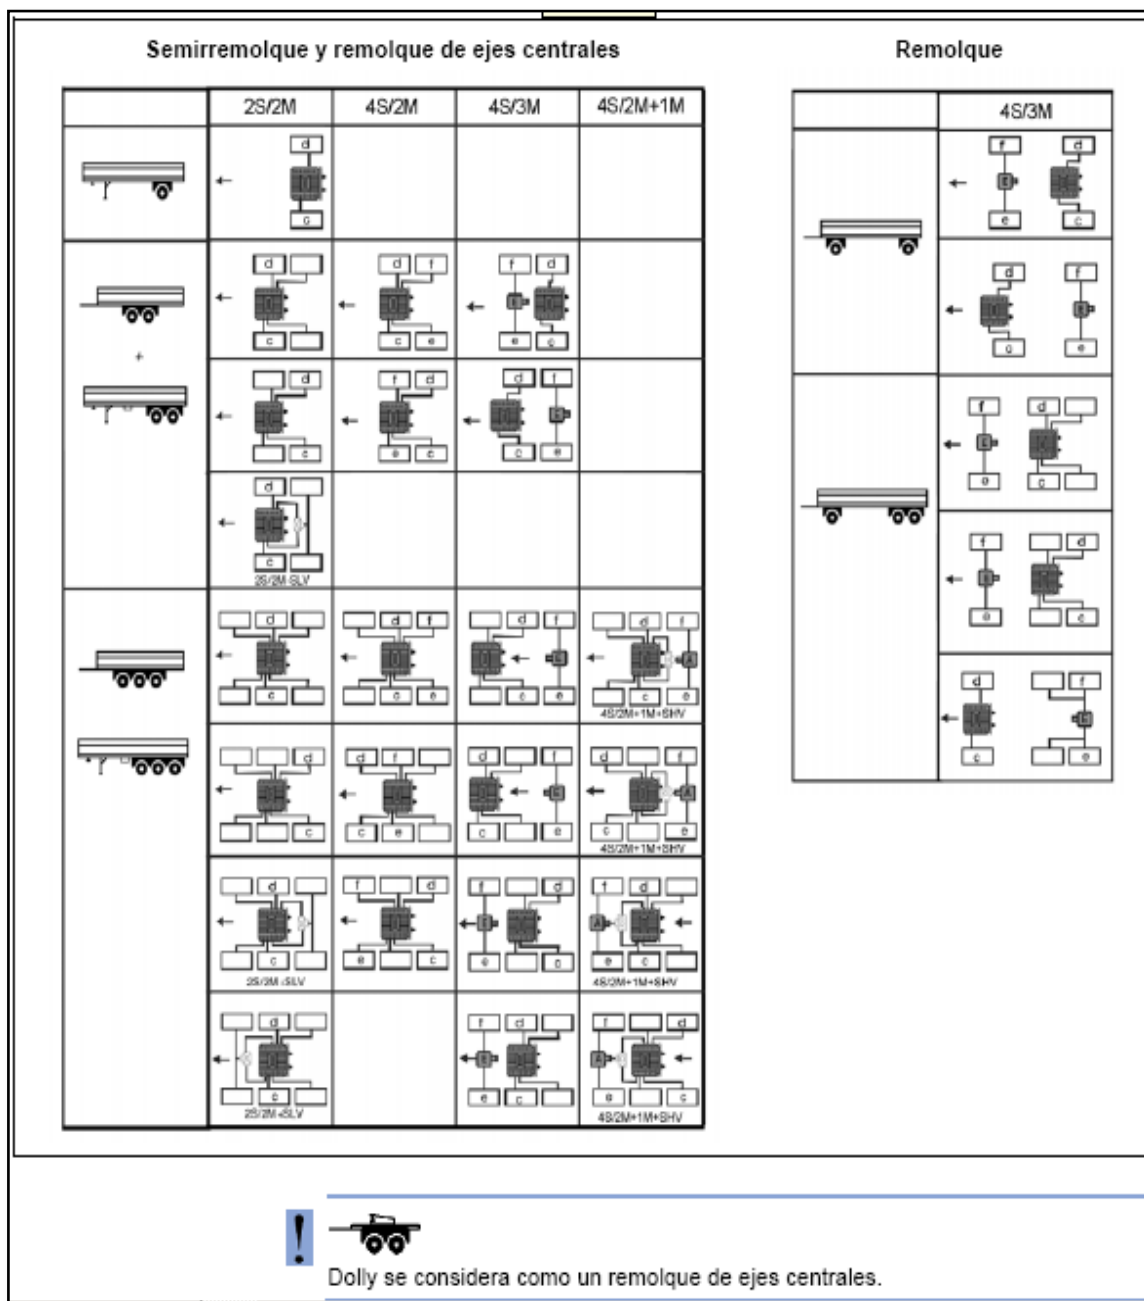 Semirremolque y remolque de ejes centrales
Remolque
2S/2M 4S/2M 4S/3M 4S/2M+1M
4S/3M
d
c
f d
e c
d f
c e
d
c
d f
c e
f d
e c
+
d
c
f d
e c
d f
c e
f d
e c
d
c
2S/2M-SLV
f d
e c
d
c
d f
c e
d f
c e
d f
c e
4S/2M+1M+SHV
d f
c e
d
c
d f
c e
d f
c e
d f
c e
4S/2M+1M+SHV
d
c
2S/2M+SLV
f d
e c
f d
e c
f d
e c
4S/2M+1M+SHV
d
c
2S/2M+SLV
f d
e c
f d
e c
4S/2M+1M+SHV
!
Dolly se considera como un remolque de ejes centrales.